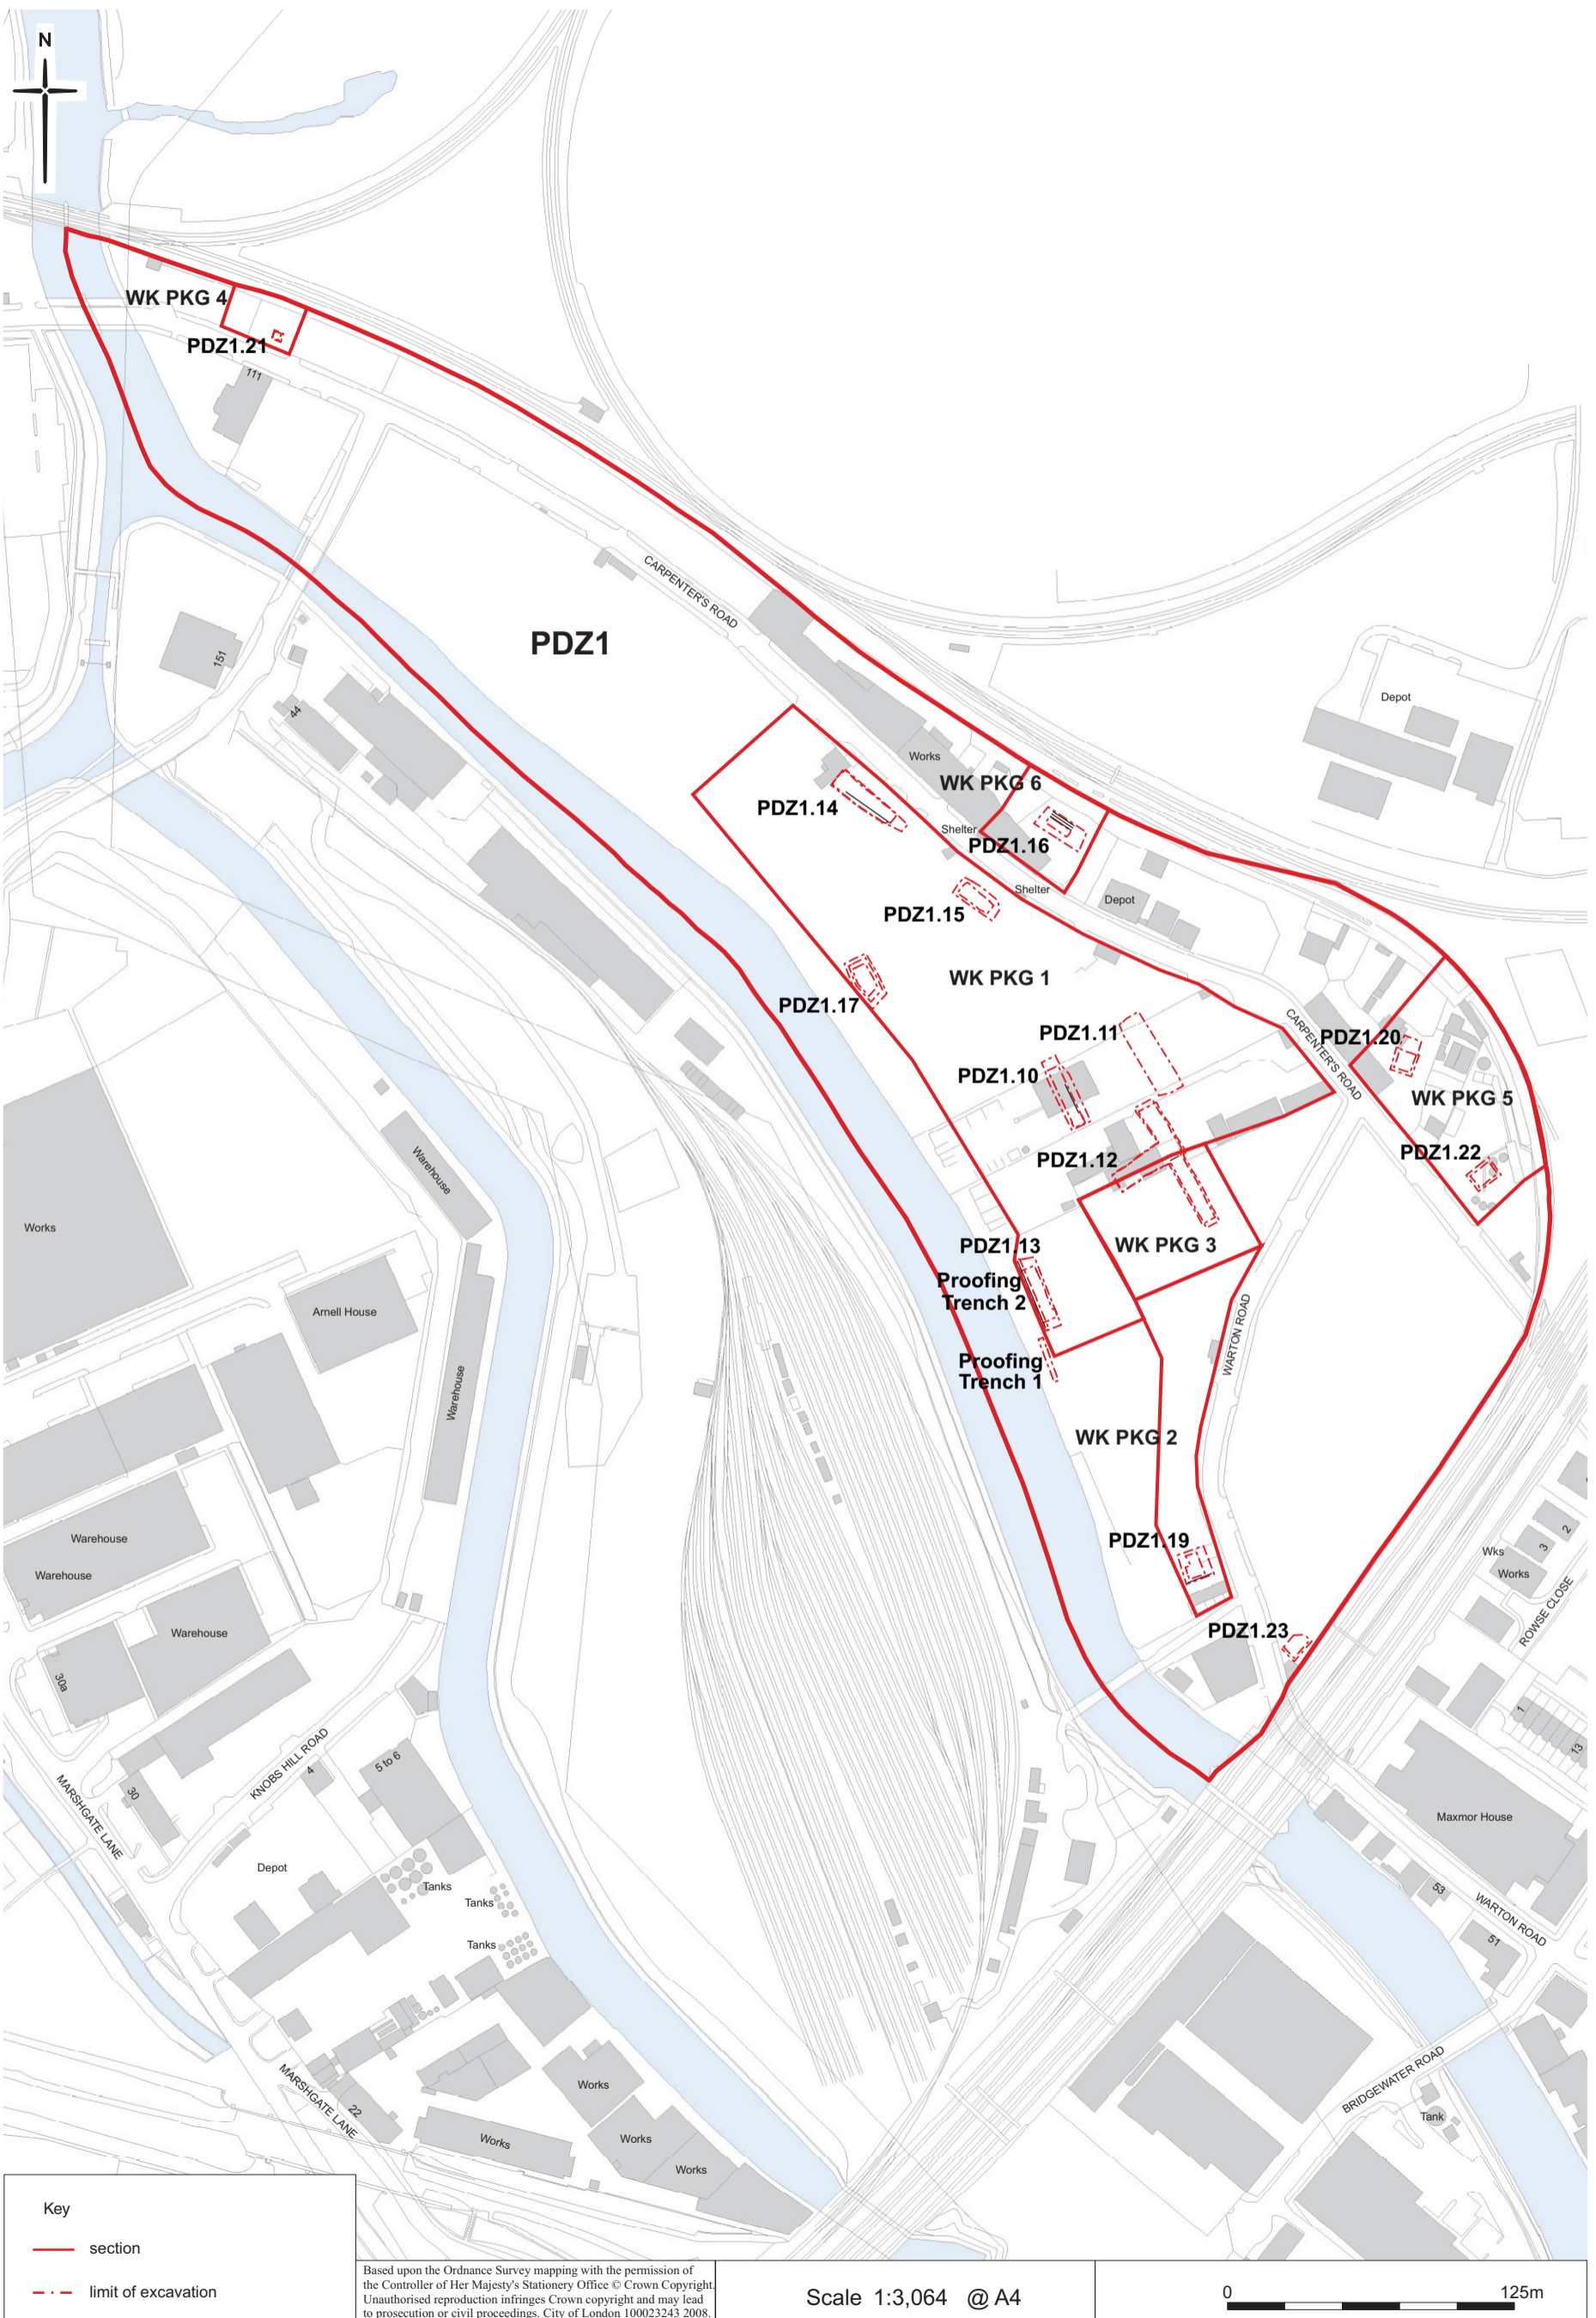 N
WK PKG 4
PDZ1.21
111
CARPENTER'S ROAD
PDZ1
151
44
Depot
Works
WK PKG 6
PDZ1.14
Shelter
PDZ1.16
Shelter
Depot
PDZ1.15
WK PKG 1
PDZ1.17
PDZ1.11
CARPENTER'S ROAD
PDZ1.20
PDZ1.10
WK PKG 5
PDZ1.12
PDZ1.22
Warehouse
Works
PDZ1.13
WK PKG 3
Proofing
Trench 2
Arnell House
WARTON ROAD
Proofing
Trench 1
Warehouse
WK PKG 2
Warehouse
Warehouse
PDZ1.19
2
3
Wks
Works
ROWSE CLOSE
Warehouse
PDZ1.23
30a
1
13
KNOBS HILL ROAD
4
5 to 6
30
MARSHGATE LANE
Maxmor House
Depot
Tanks
Tanks
53
WARTON ROAD
51
Tanks
BRIDGEWATER ROAD
Works
MARSHGATE LANE
22
Tank
Works
Works
Works
Key
section
limit of excavation
Based upon the Ordnance Survey mapping with the permission of
the Controller of Her Majesty's Stationery Office © Crown Copyright.
Unauthorised reproduction infringes Crown copyright and may lead
to prosecution or civil proceedings. City of London 100023243 2008.
Scale 1:3,064 @ A4
0 125m